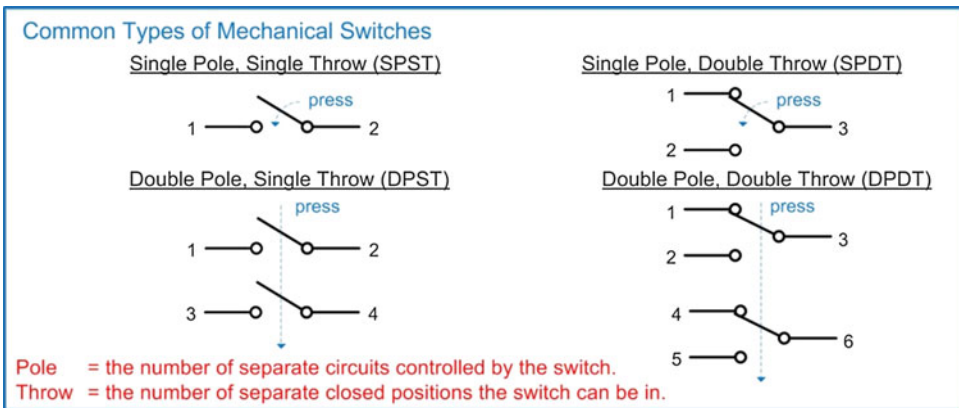 Common Types of Mechanical Switches
Single Pole, Single Throw (SPST)
press
1
2
Single Pole, Double Throw (SPDT)
1
press
3
2
Double Pole, Single Throw (DPST)
press
1
2
3
4
Double Pole, Double Throw (DPDT)
1
press
3
2
4
6
5
Pole = the number of separate circuits controlled by the switch.
Throw = the number of separate closed positions the switch can be in.